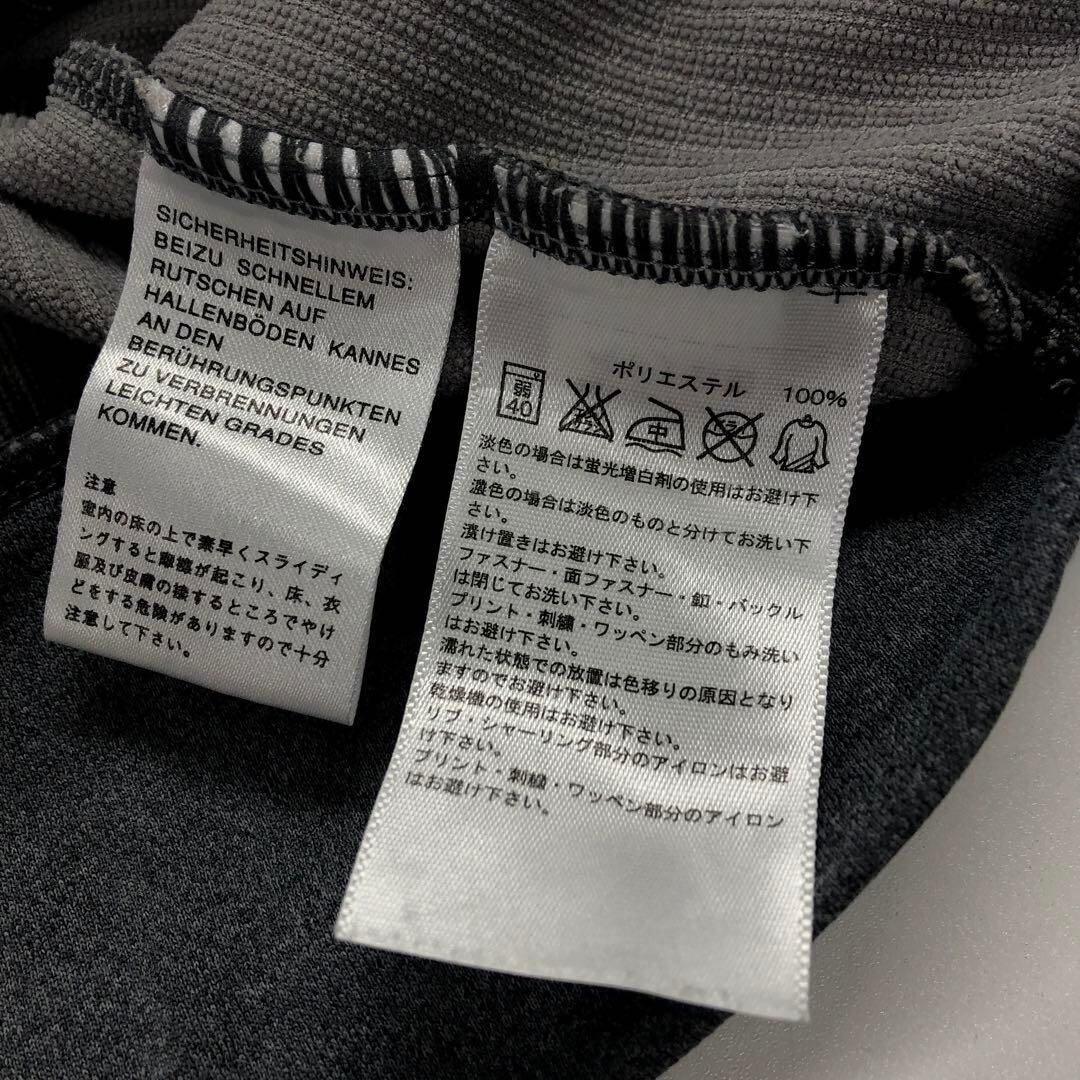 SICHERHEITSHINWEIS:
BEIZU SCHNELLEM
RUTSCHEN AUF
HALLENBÖDEN KANNES
AN DEN
BERÜHRUNGSPUNKTEN
ZU VERBRENNUNGEN
LEICHTEN GRADES
KOMMEN.
注意
室内の床の上で素早くスライディ
ングすると摩擦が起こり、床、衣
服及び皮膚の接するところでやけ
どをする危険がありますので十分
注意して下さい。
ポリエステル 100%
弱
40
エンソ
サラシ
中
ドライ
淡色の場合は蛍光増白剤の使用はお避け下
さい。
濃色の場合は淡色のものと分けてお洗い下
さい。
漬け置きはお避け下さい。
ファスナー・面ファスナー・釦・バックル
は閉じてお洗い下さい。
プリント・刺繍・ワッペン部分のもみ洗い
はお避け下さい。
濡れた状態での放置は色移りの原因となり
ますのでお避け下さい。
乾燥機の使用はお避け下さい。
リブ・シャーリング部分のアイロンはお避
け下さい。
プリント・刺繍・ワッペン部分のアイロン
はお避け下さい。